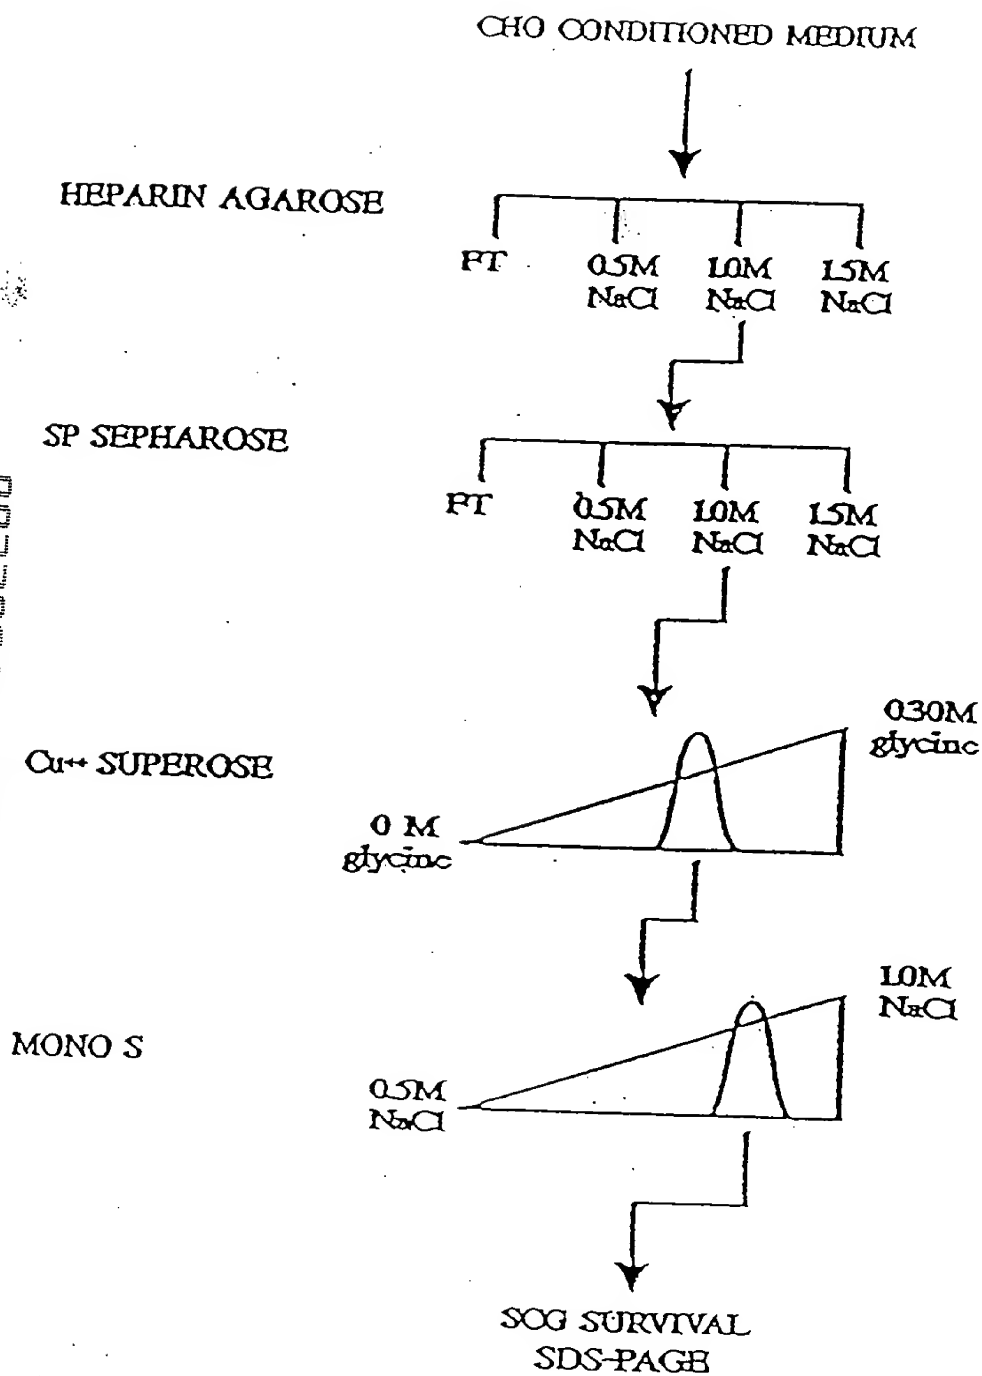 CHO CONDITIONED MEDIUM
HEPARIN AGAROSE
FT
0.5M
NaCl
1.0M
NaCl
1.5M
NaCl
SP SEPHAROSE
FT
0.5M
NaCl
1.0M
NaCl
1.5M
NaCl
Cu++ SUPEROSE
0.30M
glycine
0 M
glycine
MONO S
1.0M
NaCl
0.5M
NaCl
SCG SURVIVAL
SDS-PAGE